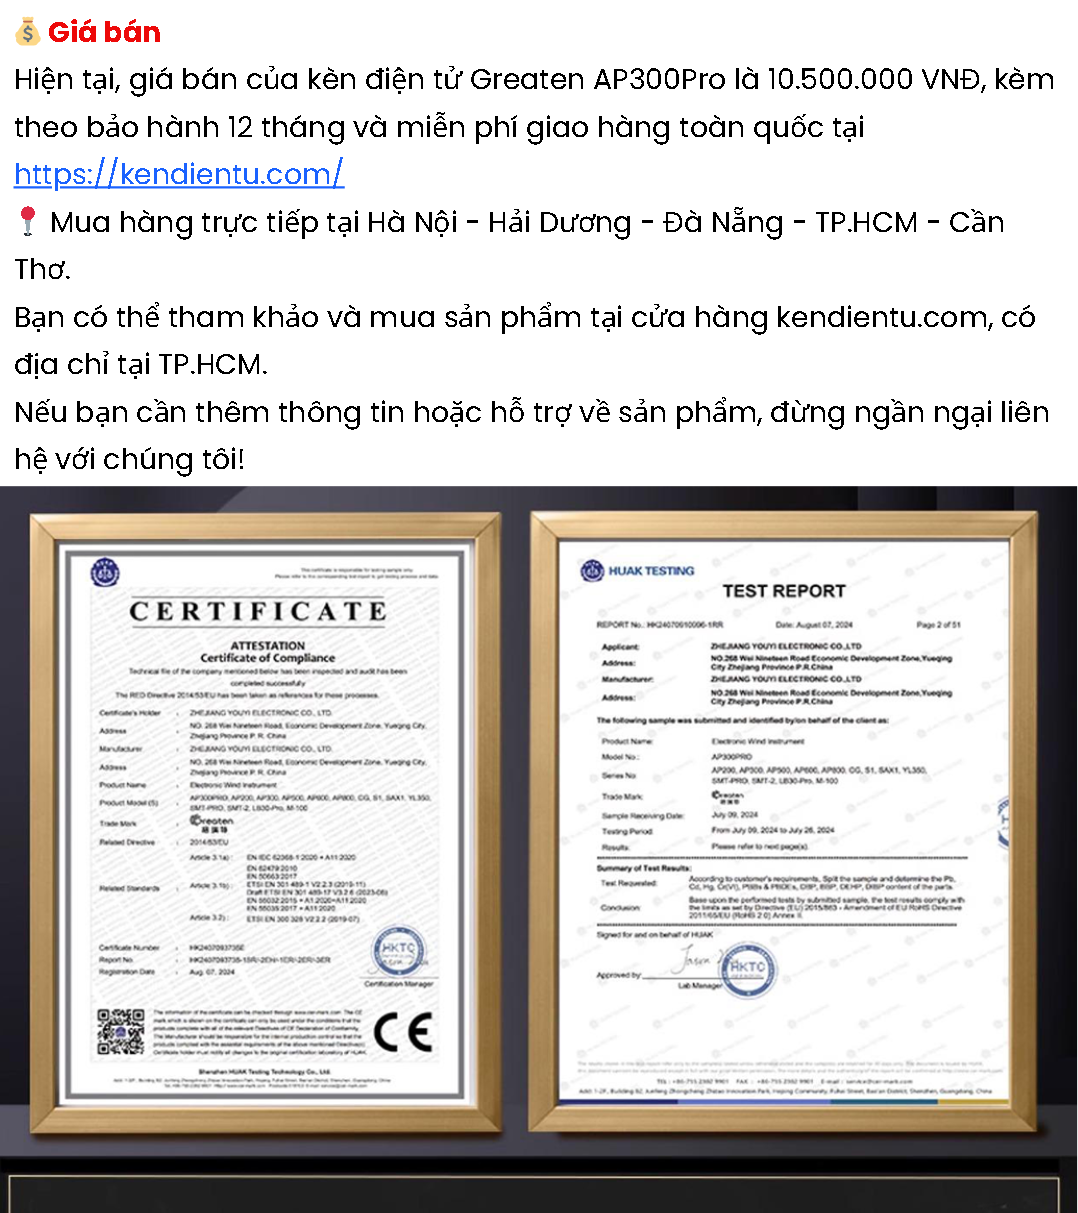 Giá bán
Hiện tại, giá bán của kèn điện tử Greaten AP300Pro là 10.500.000 VNĐ, kèm
theo bảo hành 12 tháng và miễn phí giao hàng toàn quốc tại
https://kendientu.com/
Mua hàng trực tiếp tại Hà Nội - Hải Dương - Đà Nẵng - TP.HCM - Cần
Thơ.
Bạn có thể tham khảo và mua sản phẩm tại cửa hàng kendientu.com, có
địa chỉ tại TP.HCM.
Nếu bạn cần thêm thông tin hoặc hỗ trợ về sản phẩm, đừng ngần ngại liên
hệ với chúng tôi!
CERTIFICATE
ATTESTATION
Certificate of Compliance
Technical file of the company mentioned below has been inspected and audit has been
completed successfully
The RED Directive 2014/53/EU has been taken as references for these processes.
Certificate's Holder : ZHEJIANG YOUYI ELECTRONIC CO., LTD.
Address : NO. 268 Wei Nineteen Road, Economic Development Zone, Yueqing City,
Zhejiang Province P. R. China
Manufacturer : ZHEJIANG YOUYI ELECTRONIC CO., LTD.
Address : NO. 268 Wei Nineteen Road, Economic Development Zone, Yueqing City,
Zhejiang Province P. R. China
Product Name : Electronic Wind Instrument
Product Model(S) : AP300PRO, AP200, AP300, AP500, AP600, AP800, CG, S1, SAX1, YL350,
SMT-PRO, SMT-2, LB30-Pro, M-100
Trade Mark : Greaten
Related Directive : 2014/53/EU
Related Standards :
Article 3.1a) : EN IEC 62368-1:2020+A11:2020
EN 62479:2010
EN 50663:2017
Article 3.1b) : ETSI EN 301 489-1 V2.2.3 (2019-11)
Draft ETSI EN 301 489-17 V3.2.6 (2023-06)
EN 55032:2015+A1:2020+A11:2020
EN 55035:2017+A11:2020
Article 3.2) : ETSI EN 300 328 V2.2.2 (2019-07)
Certificate Number
Report No.
Registration Date : Aug. 07, 2024
HKTC
Certification Manager
CE
Shenzhen HUAK Testing Technology Co., Ltd.
HUAK TESTING
TEST REPORT
REPORT No.: HK2407010006-1RR Date: August 07, 2024 Page 2 of 51
Applicant: ZHEJIANG YOUYI ELECTRONIC CO.,LTD
Address: NO.268 Wei Nineteen Road Economic Development Zone,Yueqing
City Zhejiang Province P.R.China
Manufacturer: ZHEJIANG YOUYI ELECTRONIC CO.,LTD
Address: NO.268 Wei Nineteen Road Economic Development Zone,Yueqing
City Zhejiang Province P.R.China
The following sample was submitted and identified by/on behalf of the client as:
Product Name: Electronic Wind Instrument
Model No.: AP300PRO
Series No: AP200, AP300, AP500, AP600, AP800, CG, S1, SAX1, YL350,
SMT-PRO, SMT-2, LB30-Pro, M-100
Trade Mark: Greaten
Sample Receiving Date: July 09, 2024
Testing Period: From July 09, 2024 to July 26, 2024
Results: Please refer to next page(s).
Summary of Test Results:
Test Requested: According to customer's requirements, Split the sample and determine the Pb,
Cd, Hg, Cr(VI), PBBs & PBDEs, DBP, BBP, DEHP, DIBP content of the parts.
Conclusion: Base upon the performed tests by submitted sample, the test results comply with
the limits as set by Directive (EU) 2015/863 - Amendment of EU RoHS Directive
2011/65/EU (RoHS 2.0) Annex II.
Signed for and on behalf of HUAK
Approved by:
Lab Manager
HKTC